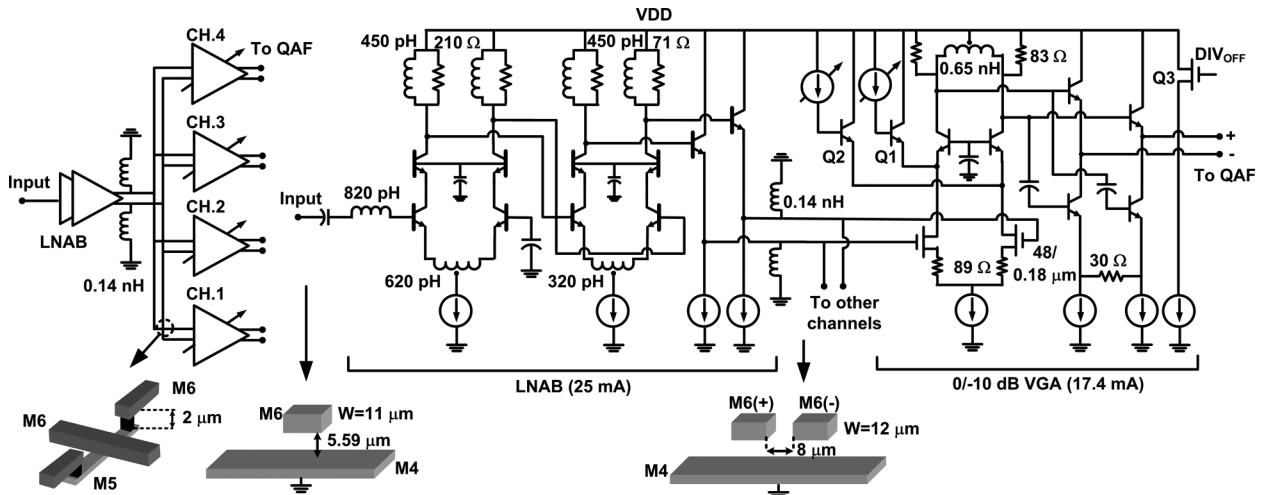 VDD
CH.4
To QAF
CH.3
Input
CH.2
LNAB
0.14 nH
CH.1
450 pH
210 Ω
450 pH
71 Ω
820 pH
Input
620 pH
320 pH
Q2
Q1
0.65 nH
83 Ω
DIVOFF
Q3
+
-
To QAF
0.14 nH
89 Ω
48/
0.18 μm
30 Ω
To other
channels
LNAB (25 mA)
0/-10 dB VGA (17.4 mA)
M6
M6
2 μm
M5
M6
W=11 μm
5.59 μm
M4
M6(+)
M6(-)
W=12 μm
8 μm
M4